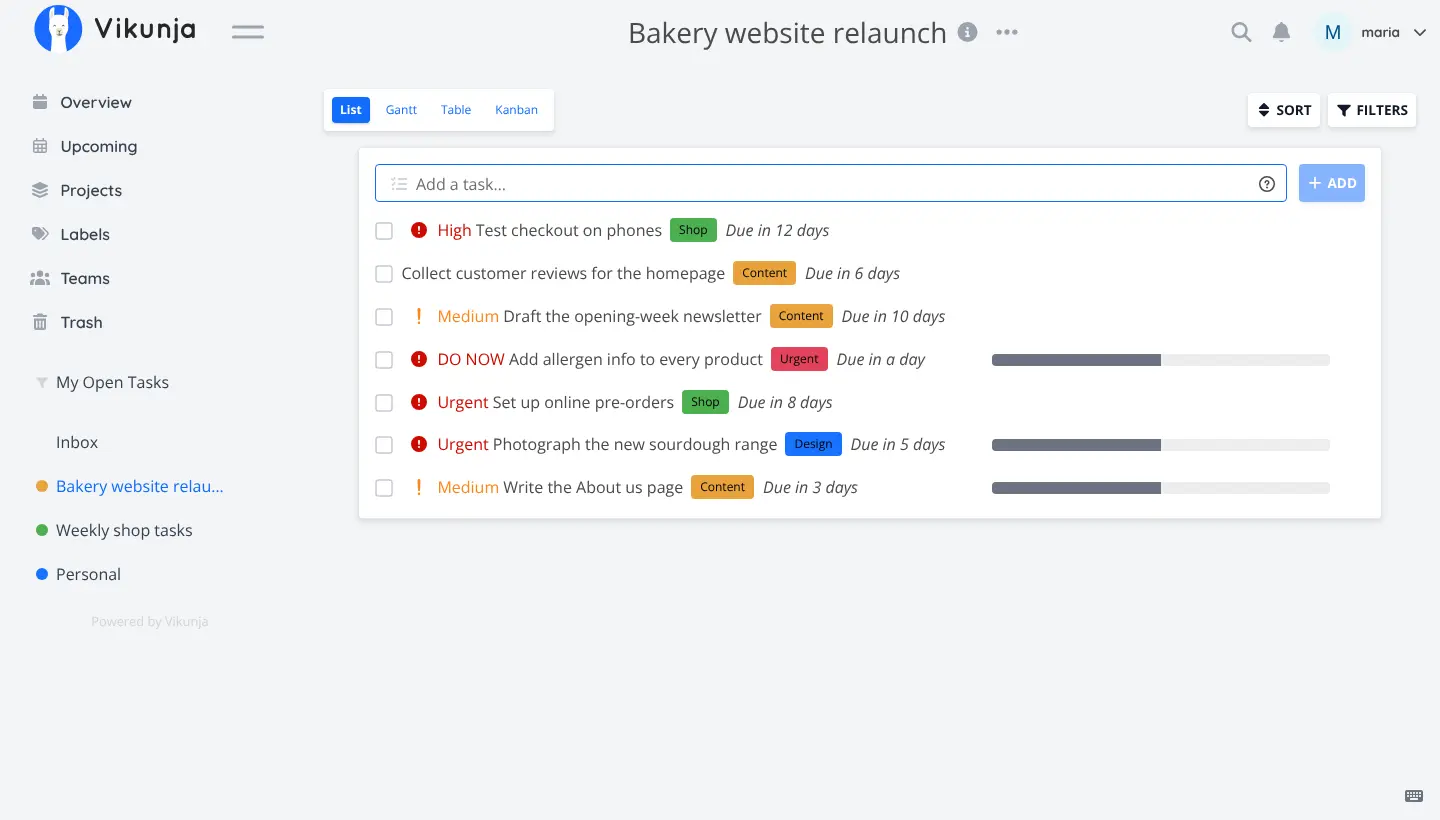 Vikunja
Bakery website relaunch
M maria
Overview
Upcoming
Projects
Labels
Teams
Trash
My Open Tasks
Inbox
Bakery website relau...
Weekly shop tasks
Personal
Powered by Vikunja
List Gantt Table Kanban
SORT FILTERS
Add a task... ADD
High Test checkout on phones Shop Due in 12 days
Collect customer reviews for the homepage Content Due in 6 days
Medium Draft the opening-week newsletter Content Due in 10 days
DO NOW Add allergen info to every product Urgent Due in a day
Urgent Set up online pre-orders Shop Due in 8 days
Urgent Photograph the new sourdough range Design Due in 5 days
Medium Write the About us page Content Due in 3 days